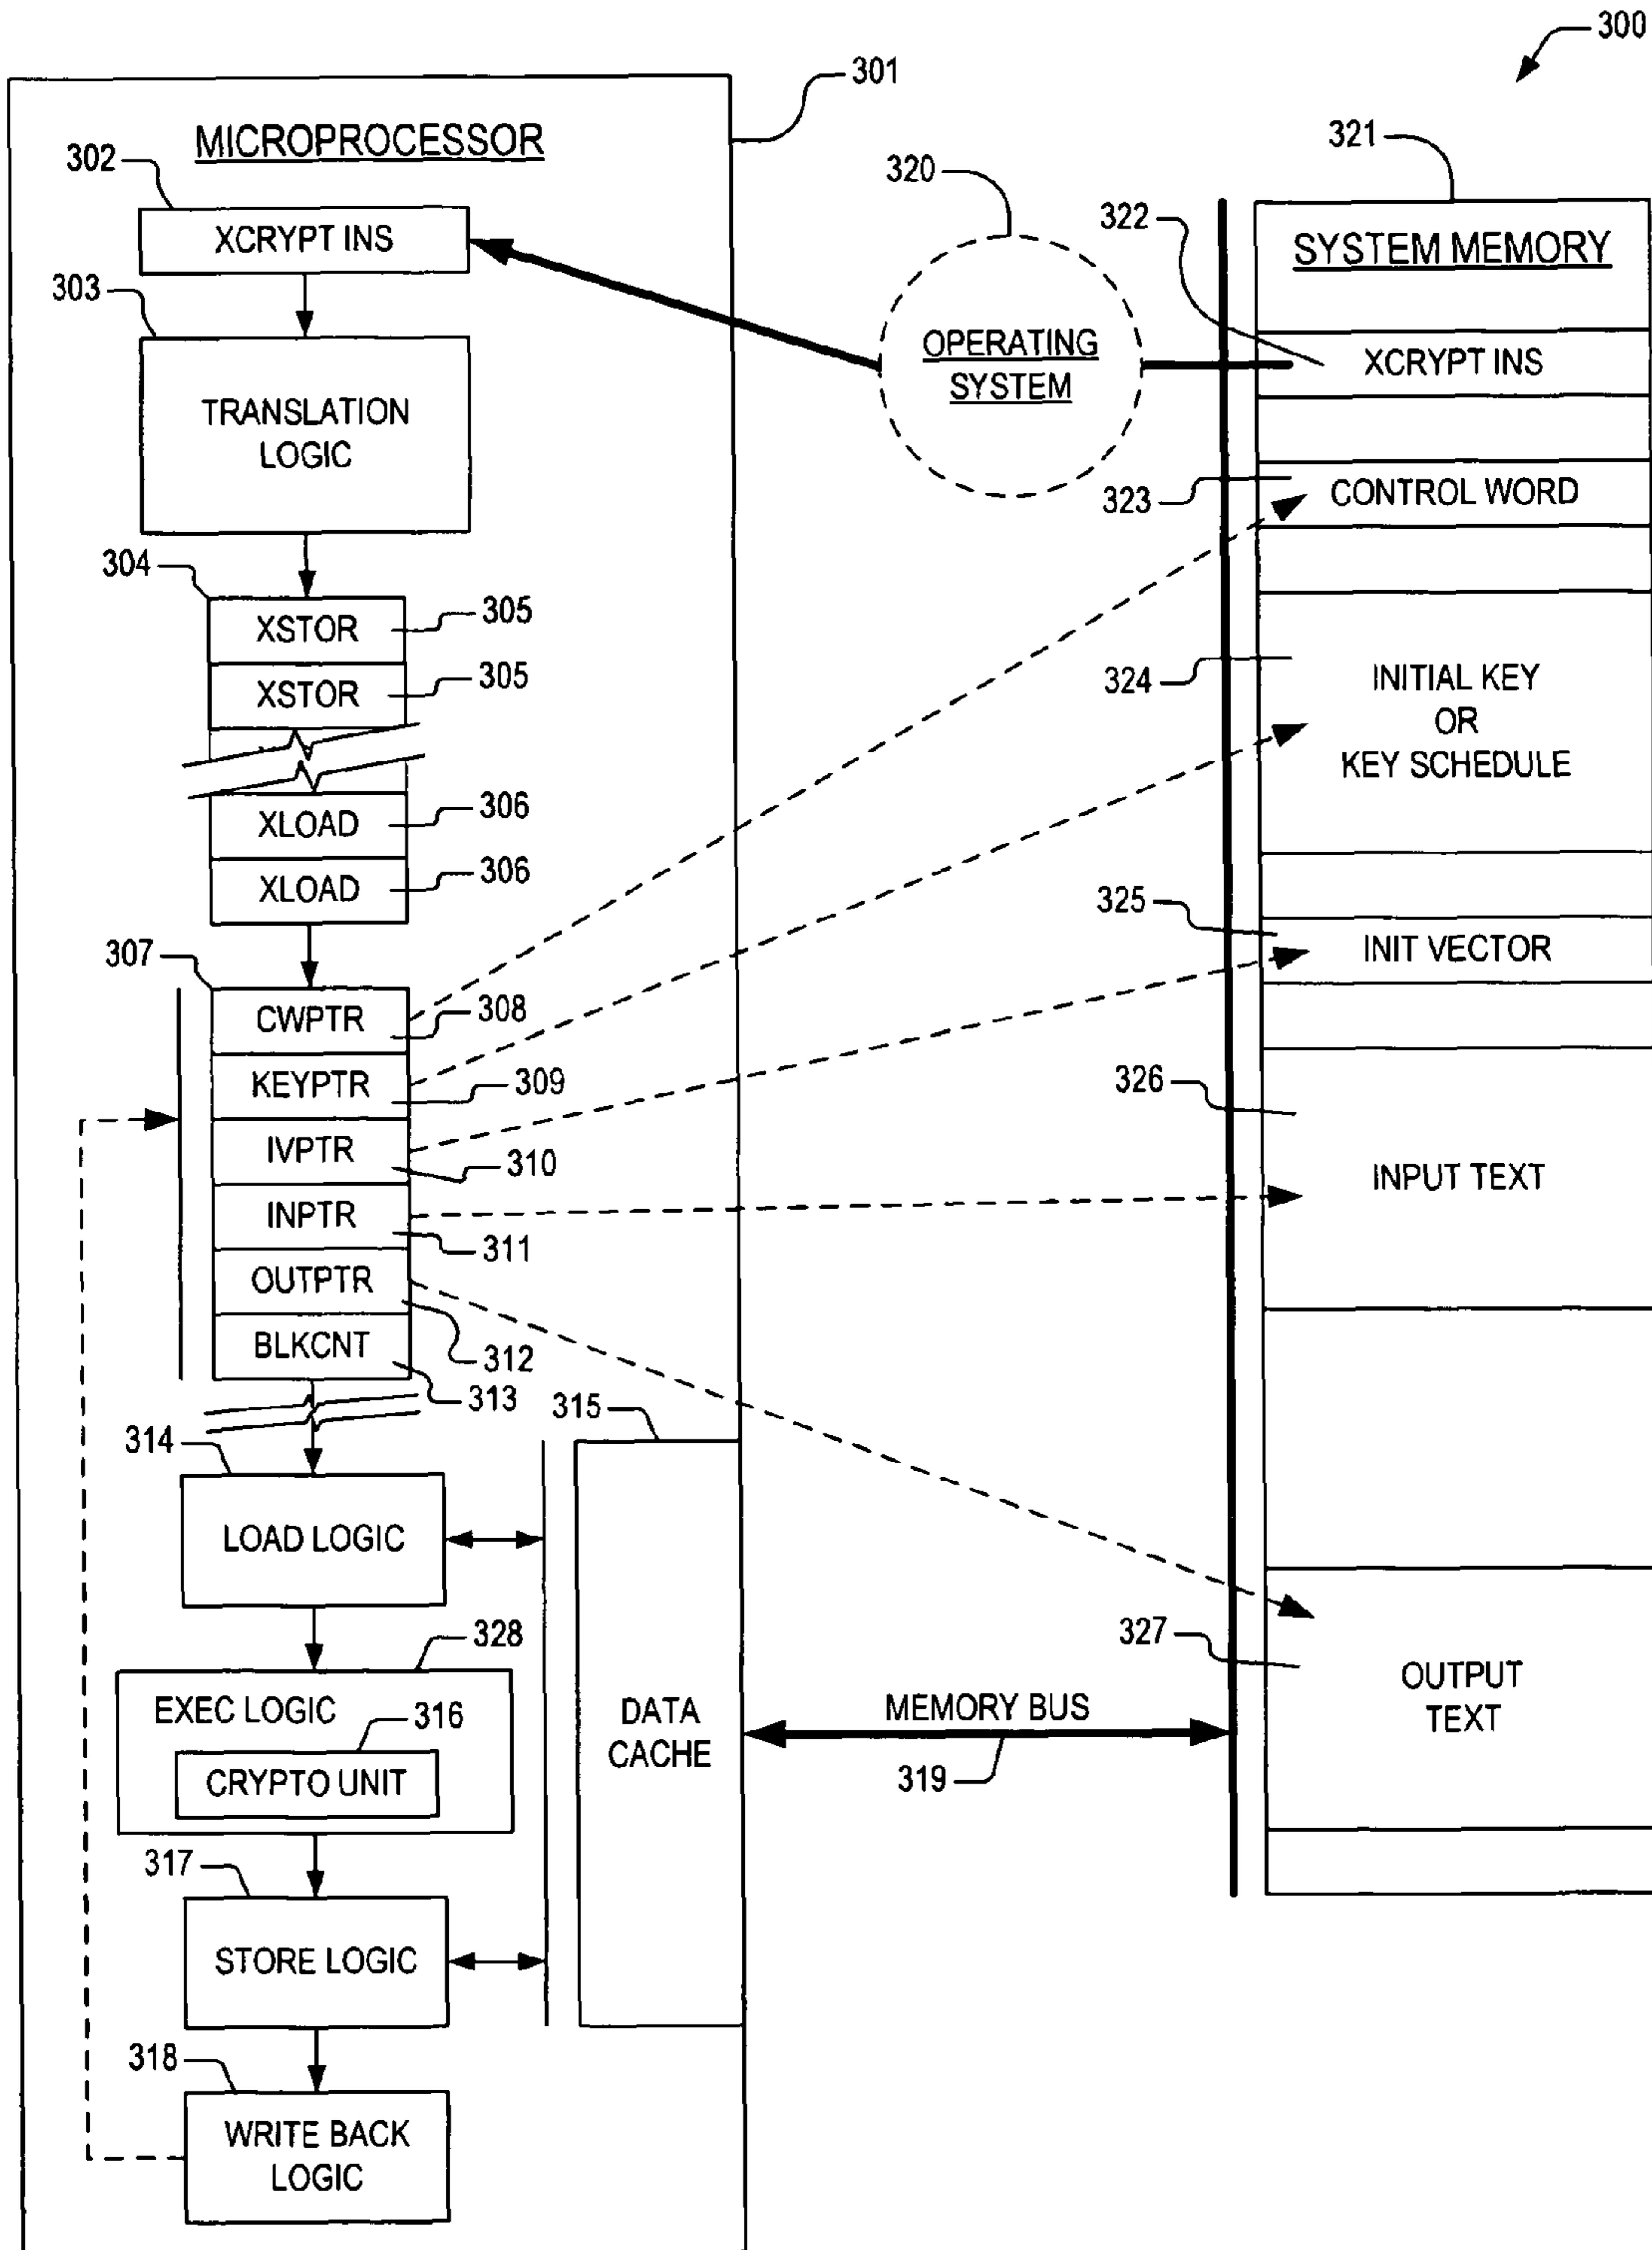 300
301
MICROPROCESSOR
302
XCRYPT INS
303
TRANSLATION
LOGIC
304
XSTOR
305
XSTOR
305
XLOAD
306
XLOAD
306
307
CWPTR
308
KEYPTR
309
IVPTR
310
INPTR
311
OUTPTR
312
BLKCNT
313
314
LOAD LOGIC
315
DATA
CACHE
328
EXEC LOGIC
316
CRYPTO UNIT
317
STORE LOGIC
318
WRITE BACK
LOGIC
320
OPERATING
SYSTEM
MEMORY BUS
319
321
SYSTEM MEMORY
322
XCRYPT INS
323
CONTROL WORD
324
INITIAL KEY
OR
KEY SCHEDULE
325
INIT VECTOR
326
INPUT TEXT
327
OUTPUT
TEXT